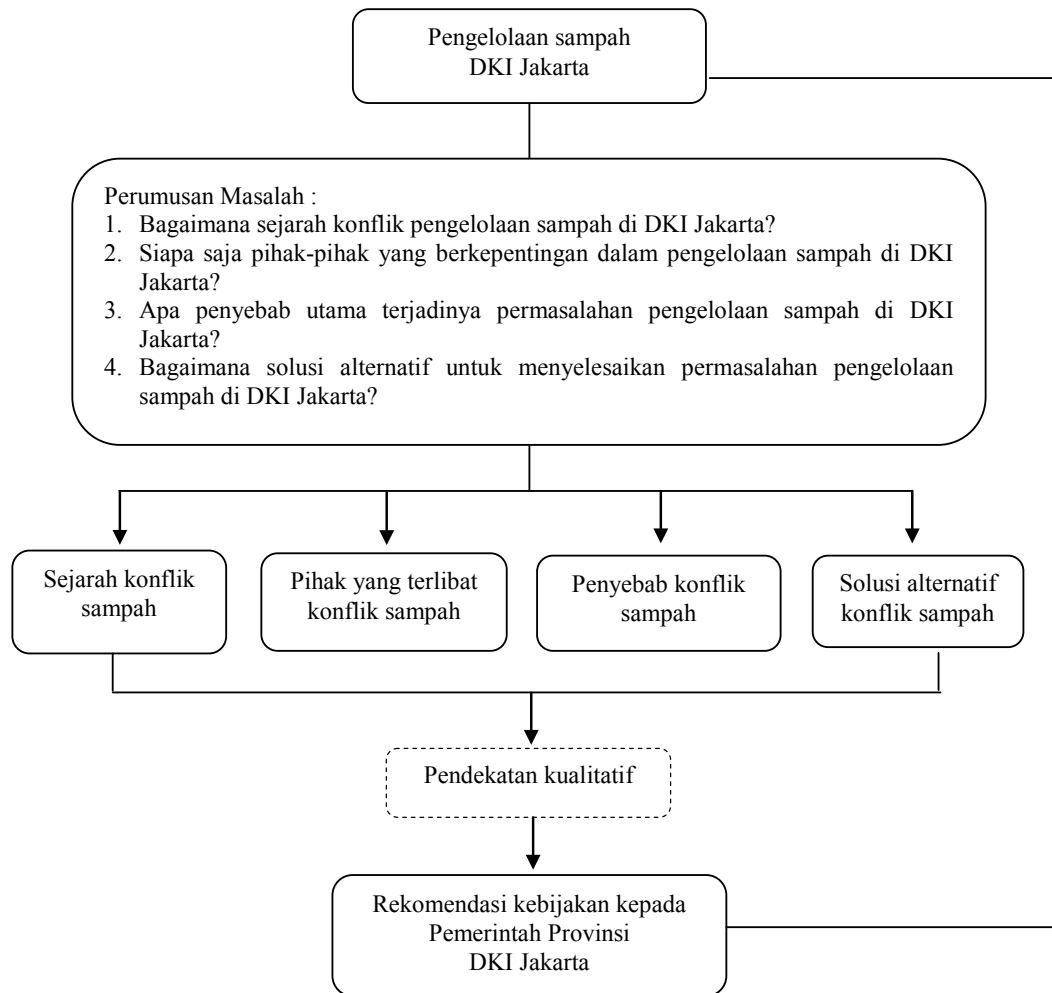 Pengelolaan sampah
DKI Jakarta
Perumusan Masalah :
1. Bagaimana sejarah konflik pengelolaan sampah di DKI Jakarta?
2. Siapa saja pihak-pihak yang berkepentingan dalam pengelolaan sampah di DKI
Jakarta?
3. Apa penyebab utama terjadinya permasalahan pengelolaan sampah di DKI
Jakarta?
4. Bagaimana solusi alternatif untuk menyelesaikan permasalahan pengelolaan
sampah di DKI Jakarta?
Sejarah konflik
sampah
Pihak yang terlibat
konflik sampah
Penyebab konflik
sampah
Solusi alternatif
konflik sampah
Pendekatan kualitatif
Rekomendasi kebijakan kepada
Pemerintah Provinsi
DKI Jakarta